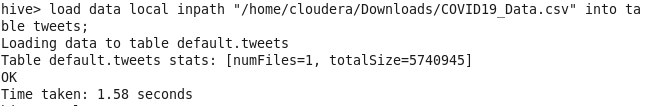 hive> load data local inpath "/home/cloudera/Downloads/COVID19_Data.csv" into ta
ble tweets;
Loading data to table default.tweets
Table default.tweets stats: [numFiles=1, totalSize=5740945]
OK
Time taken: 1.58 seconds